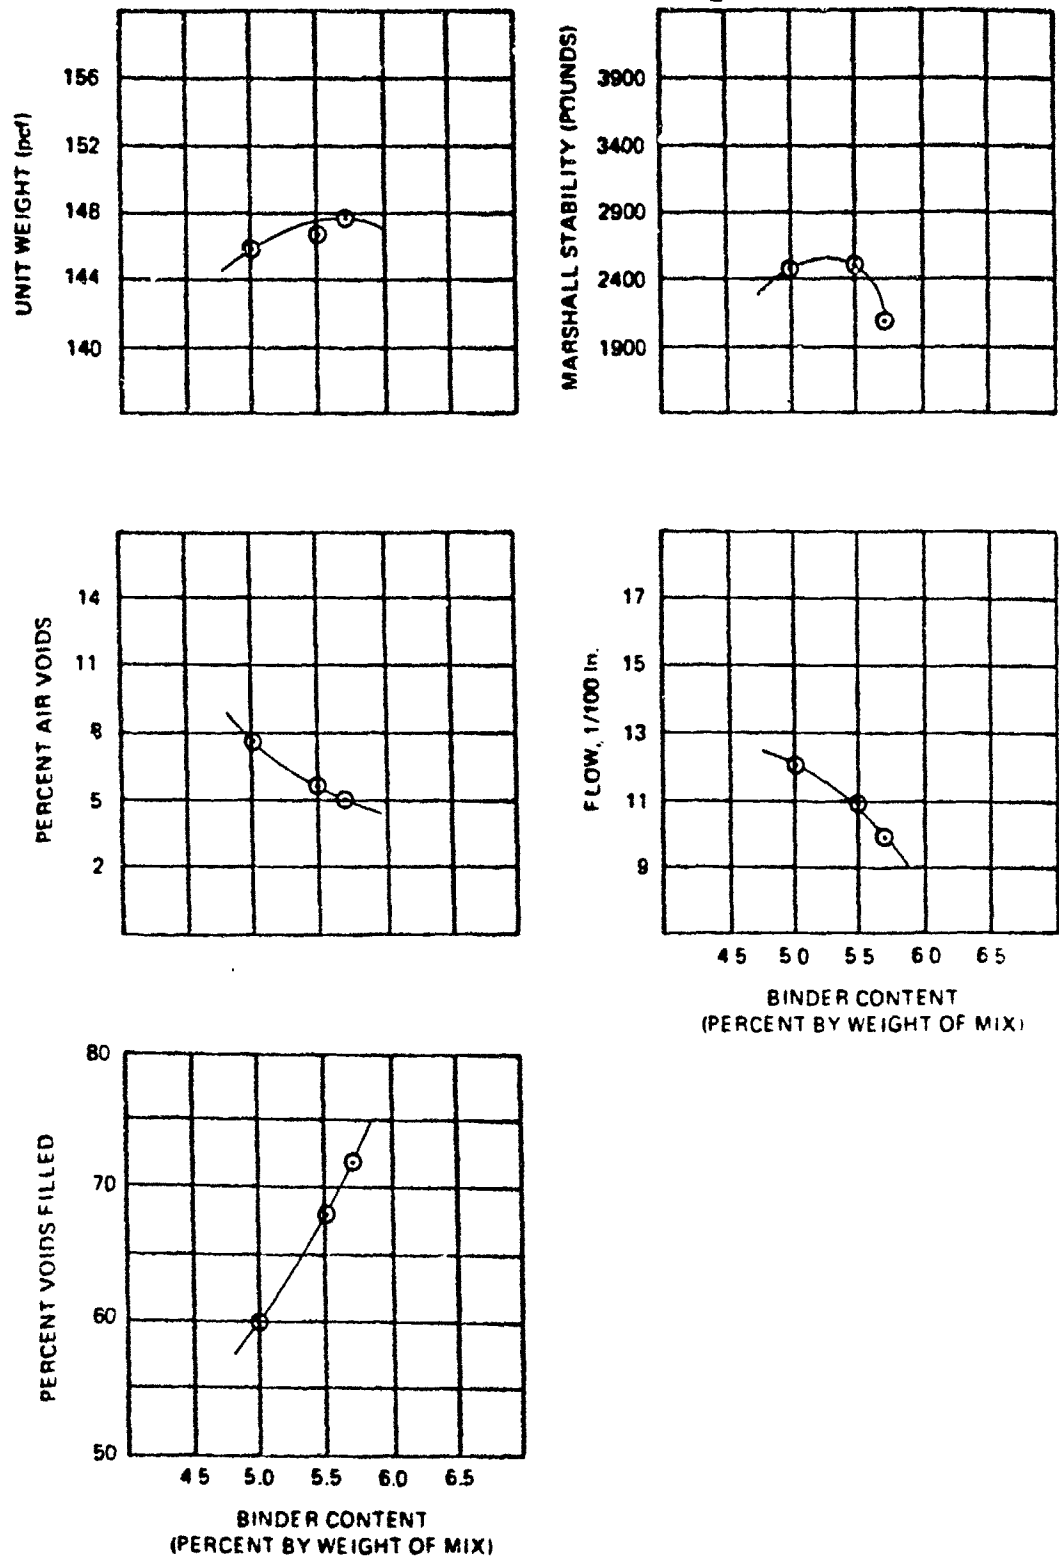 UNIT WEIGHT (pcf)
156
152
148
144
140
MARSHALL STABILITY (POUNDS)
3900
3400
2900
2400
1900
PERCENT AIR VOIDS
14
11
8
5
2
FLOW, 1/100 In.
17
15
13
11
9
4 5 5 0 5 5 6 0 6 5
BINDER CONTENT
(PERCENT BY WEIGHT OF MIX)
PERCENT VOIDS FILLED
80
70
60
50
4 5 5.0 5.5 6.0 6.5
BINDER CONTENT
(PERCENT BY WEIGHT OF MIX)